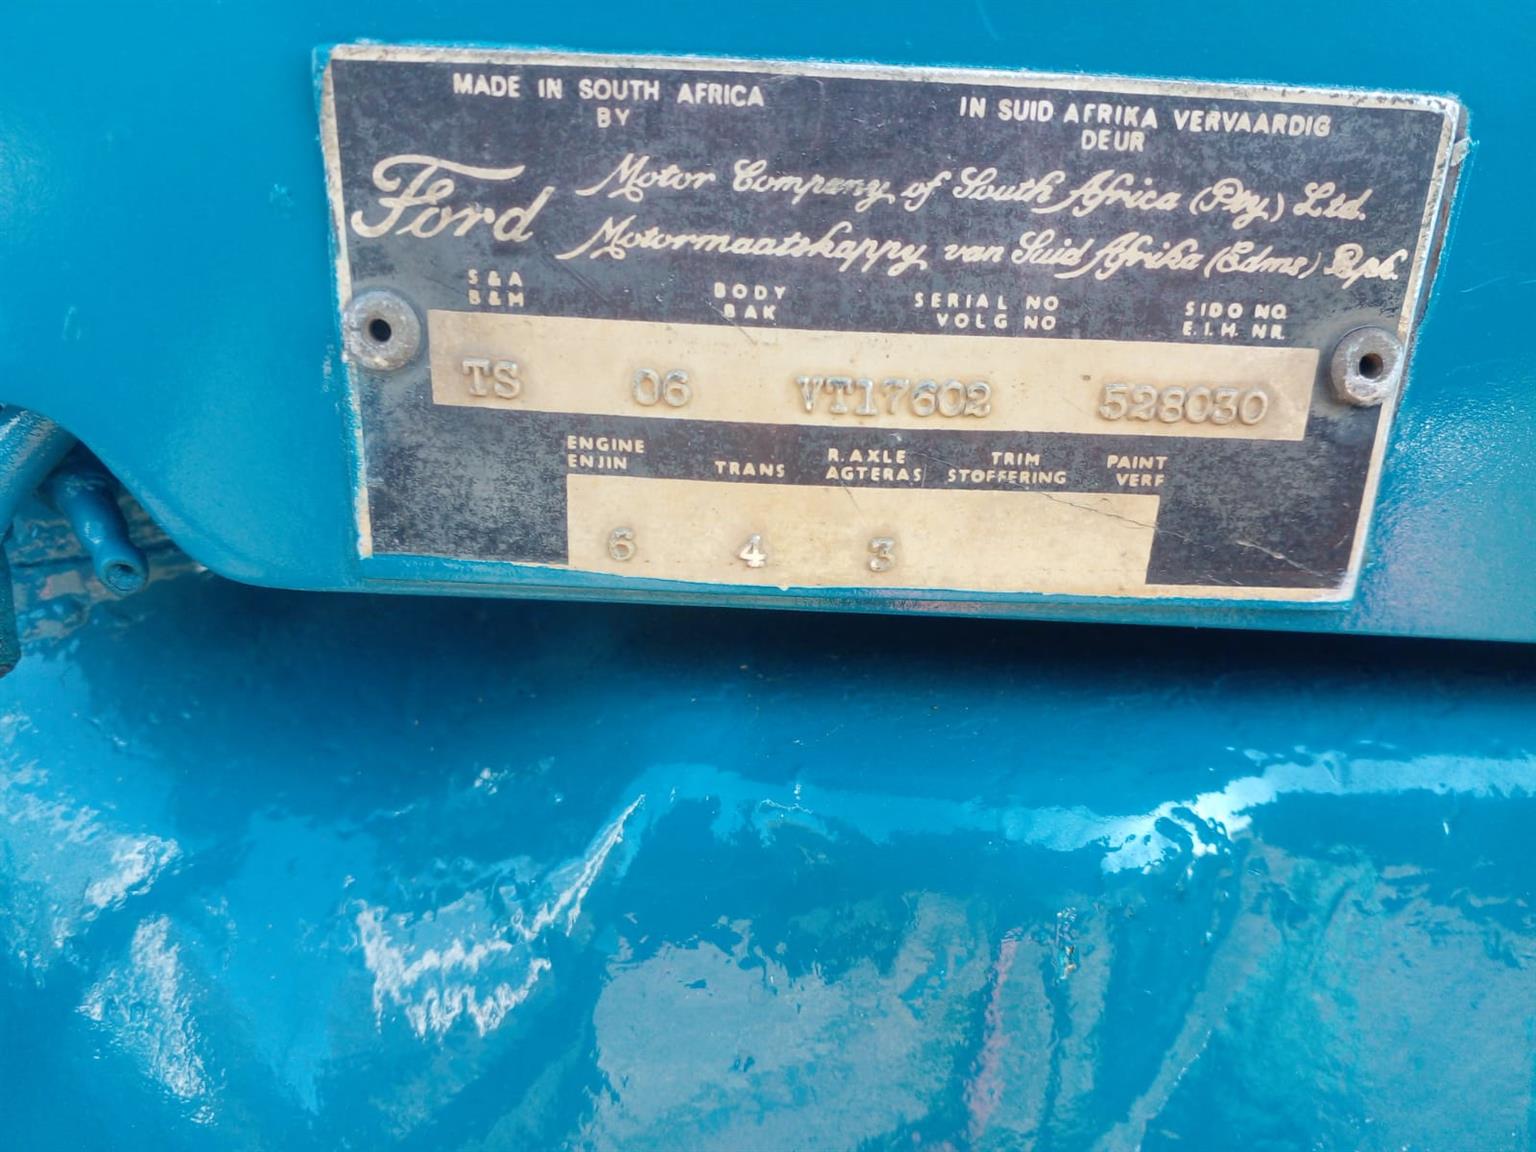 MADE IN SOUTH AFRICA
BY
IN SUID AFRIKA VERVAARDIG
DEUR
Ford
Motor Company of South Africa (Pty) Ltd.
Motormaatskappy van Suid Afrika (Edms) Bpk.
S & A
B & M
BODY
BAK
SERIAL NO
VOLG NO
SIDO NO.
E.I.H. NR.
TS 06 VT17602 528030
ENGINE
ENJIN
TRANS
R. AXLE
AGTERAS
TRIM
STOFFERING
PAINT
VERF
6 4 3